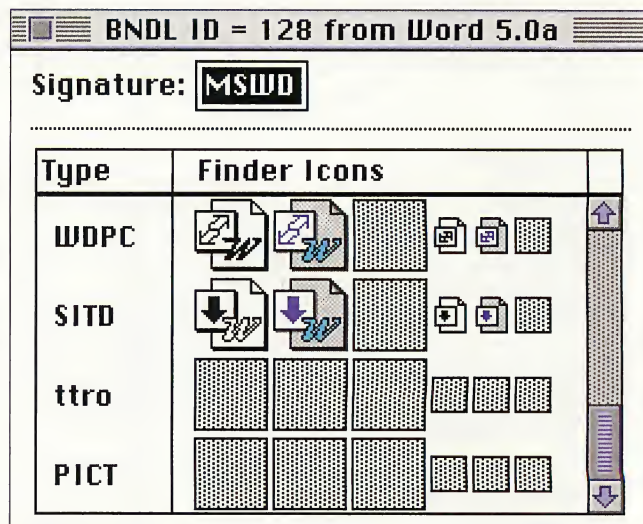 BNDL ID = 128 from Word 5.0a
Signature: MSWD
Type Finder Icons
WDPC
SITD
ttro
PICT